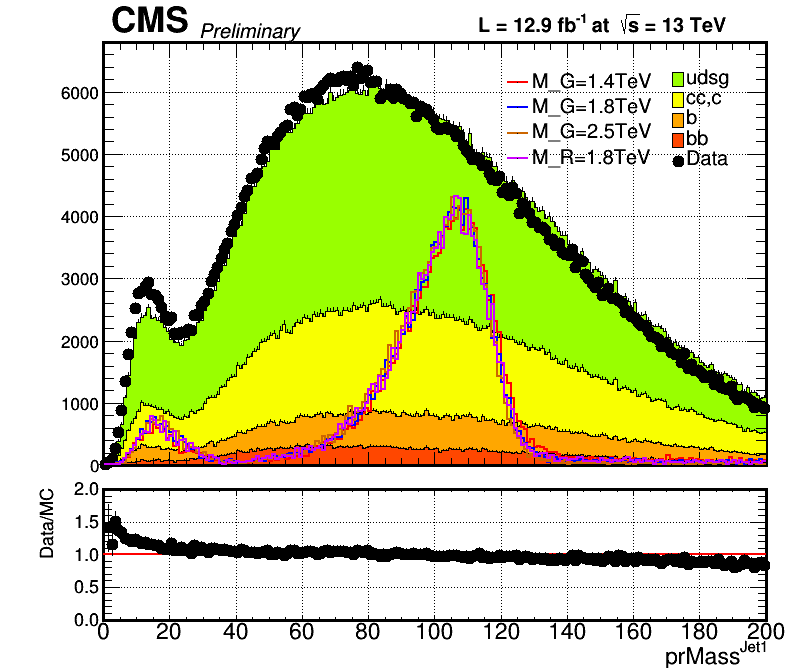 CMS Preliminary L = 12.9 fb⁻¹ at √s = 13 TeV
M_G=1.4TeV
M_G=1.8TeV
M_G=2.5TeV
M_R=1.8TeV
udsg
cc,c
b
bb
Data
6000
5000
4000
3000
2000
1000
0
Data/MC
2.0
1.5
1.0
0.5
0.0
0 20 40 60 80 100 120 140 160 180 200
prMass^Jet1